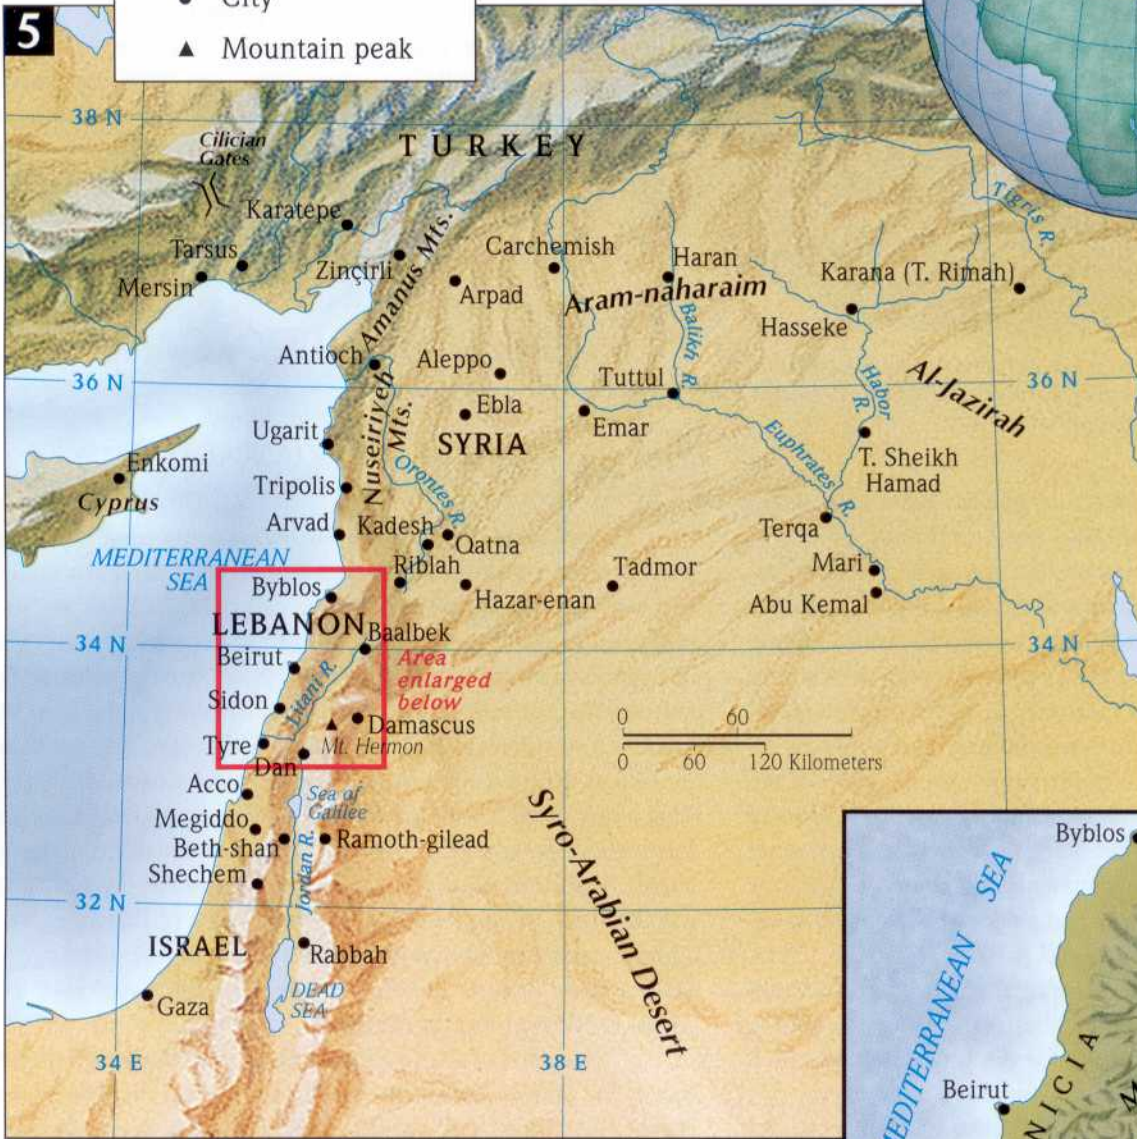 5
City
▲ Mountain peak
38 N
TURKEY
Cilician
Gates
Karatepe
Tigris R.
Tarsus
Zinçirli
Amanus Mts.
Carchemish
Haran
Karana (T. Rimah)
Mersin
Arpad
Aram-naharaim
Hasseke
Balikh R.
Antioch
Aleppo
36 N
Tuttul
Habor
R.
Al-Jazirah
36 N
Nuseiriyeh
Mts.
Ebla
Emar
Ugarit
SYRIA
Euphrates R.
Enkomi
T. Sheikh
Hamad
Cyprus
Tripolis
Orontes R.
Arvad
Kadesh
Qatna
Terqa
MEDITERRANEAN
SEA
Riblah
Tadmor
Mari
Byblos
Hazar-enan
Abu Kemal
LEBANON
Baalbek
34 N
34 N
Beirut
Litani R.
Area
enlarged
below
Sidon
Damascus
0 60
Tyre
Mt. Hermon
0 60 120 Kilometers
Dan
Acco
Sea of
Galilee
Megiddo
Beth-shan
Ramoth-gilead
Jordan R.
Shechem
Syro-Arabian Desert
32 N
ISRAEL
Rabbah
DEAD
SEA
Gaza
34 E
38 E
Byblos
MEDITERRANEAN SEA
Beirut